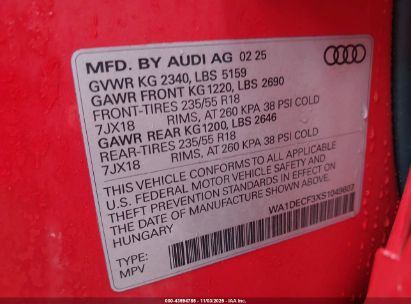 MFD. BY AUDI AG 02 25
GVWR KG 2340, LBS 5159
GAWR FRONT KG 1220, LBS 2690
FRONT-TIRES 235/55 R18
7JX18 RIMS, AT 260 KPA 38 PSI COLD
GAWR REAR KG1200, LBS 2646
REAR-TIRES 235/55 R18
7JX18 RIMS, AT 260 KPA 38 PSI COLD
THIS VEHICLE CONFORMS TO ALL APPLICABLE
U.S. FEDERAL MOTOR VEHICLE SAFETY AND
THEFT PREVENTION STANDARDS IN EFFECT ON
THE DATE OF MANUFACTURE SHOWN ABOVE
HUNGARY
WA1DECF3XS1049807
TYPE:
MPV